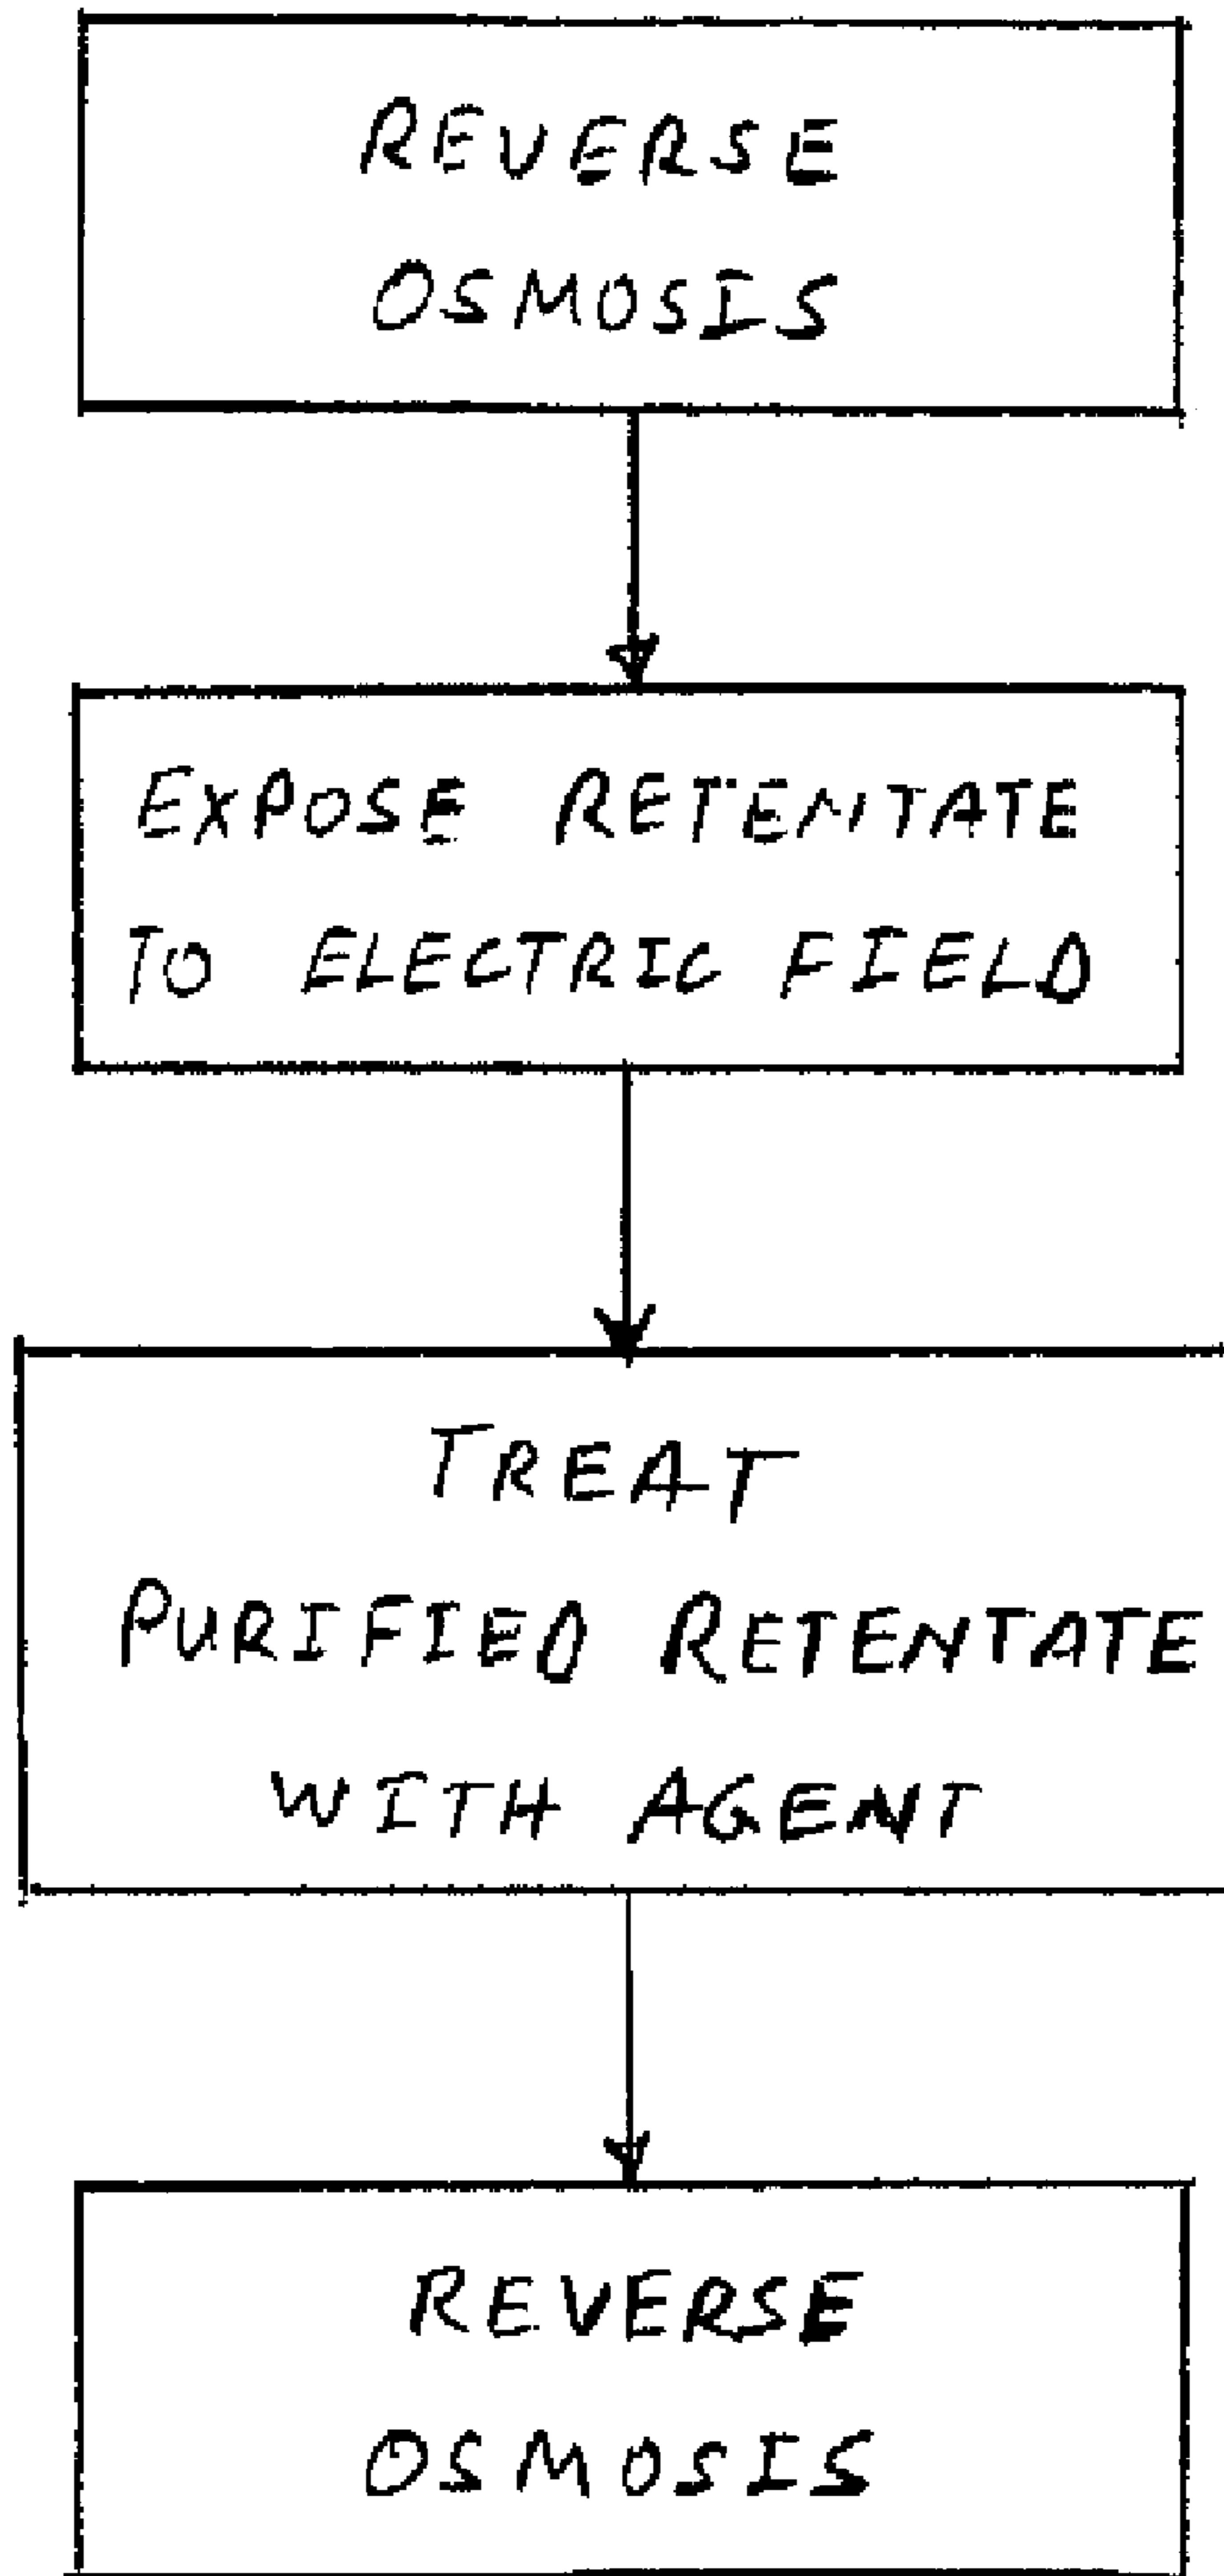 REVERSE
OSMOSIS
EXPOSE RETENTATE
TO ELECTRIC FIELD
TREAT
PURIFIED RETENTATE
WITH AGENT
REVERSE
OSMOSIS